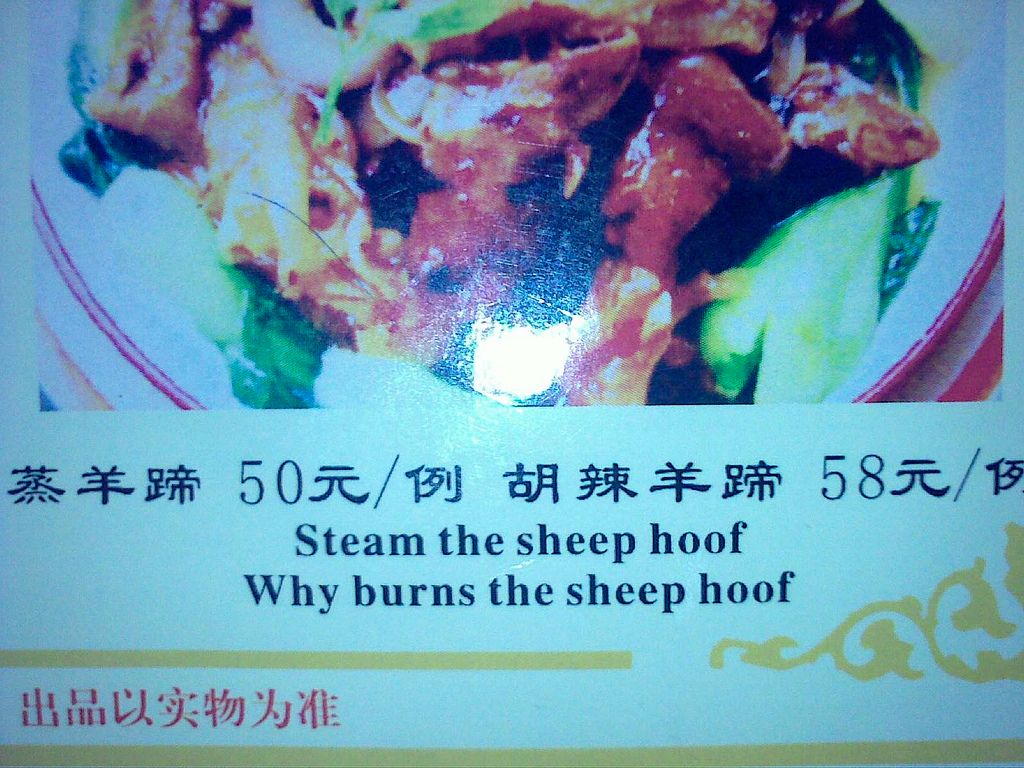 蒸羊蹄 50元/例 胡辣羊蹄 58元/例
Steam the sheep hoof
Why burns the sheep hoof
出品以实物为准